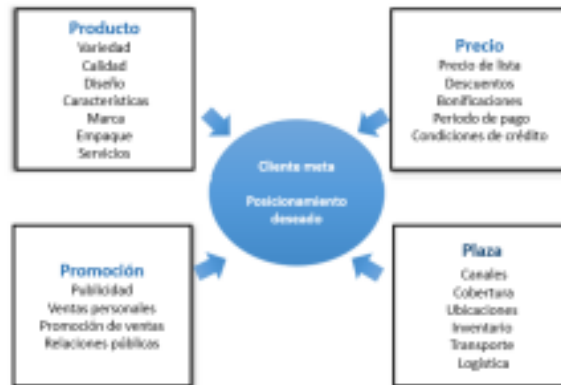 Producto
Variedad
Calidad
Diseño
Características
Marca
Empaque
Servicios
Precio
Precio de lista
Descuentos
Bonificaciones
Periodo de pago
Condiciones de crédito
Cliente meta
Posicionamiento
deseado
Promoción
Publicidad
Ventas personales
Promoción de ventas
Relaciones públicas
Plaza
Canales
Cobertura
Ubicaciones
Inventario
Transporte
Logística